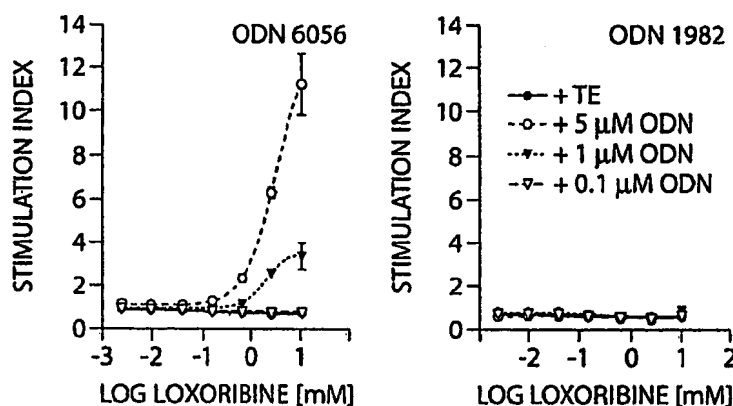 ODN 6056
STIMULATION INDEX
14
12
10
8
6
4
2
0
-3 -2 -1 0 1 2
LOG LOXORIBINE [mM]
ODN 1982
STIMULATION INDEX
14
12
10
8
6
4
2
0
+ TE
+ 5 μM ODN
+ 1 μM ODN
+ 0.1 μM ODN
-2 -1 0 1 2
LOG LOXORIBINE [mM]